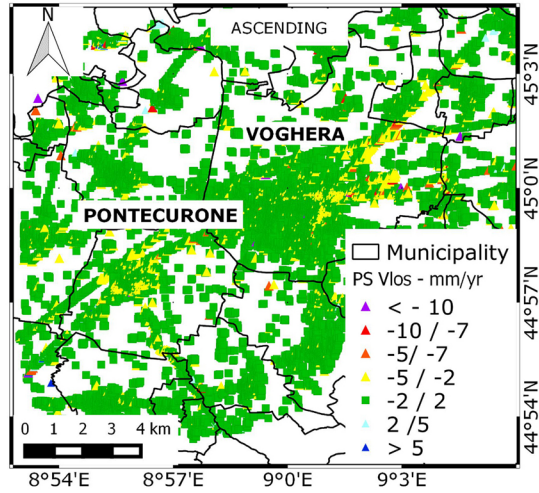 N
ASCENDING
VOGHERA
PONTECURONE
Municipality
PS Vlos - mm/yr
< - 10
-10 / -7
-5/ -7
-5 / -2
-2 / 2
2 /5
> 5
0 1 2 3 4 km
45°3'N
45°0'N
44°57'N
44°54'N
8°54'E 8°57'E 9°0'E 9°3'E